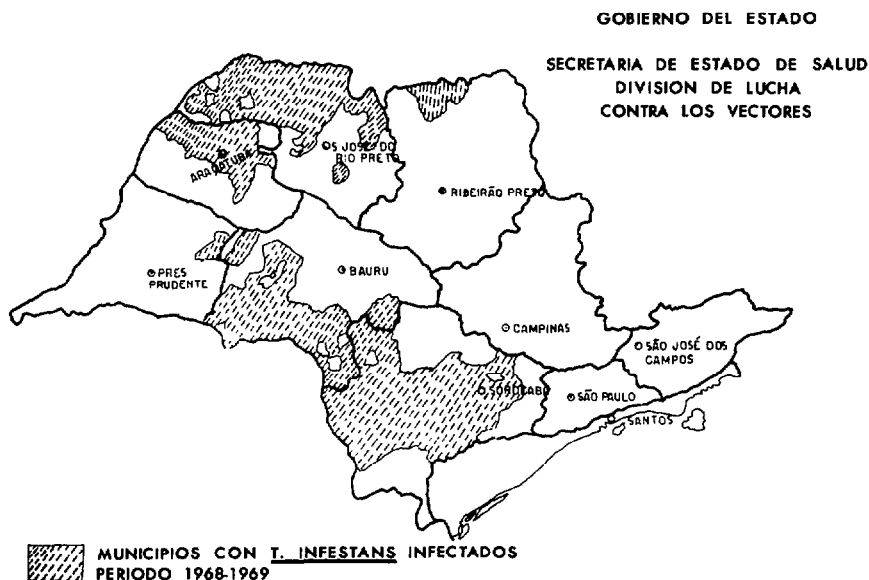 GOBIERNO DEL ESTADO
SECRETARIA DE ESTADO DE SALUD
DIVISION DE LUCHA
CONTRA LOS VECTORES
S JOSÉ DO
RIO PRETO
ARAÇATUBA
RIBEIRÃO PRETO
PRES
PRUDENTE
BAURU
CAMPINAS
SÃO JOSÉ DOS
CAMPOS
SOROCABO
SÃO PAULO
SANTOS
MUNICIPIOS CON T. INFESTANS INFECTADOS
PERIODO 1968-1969